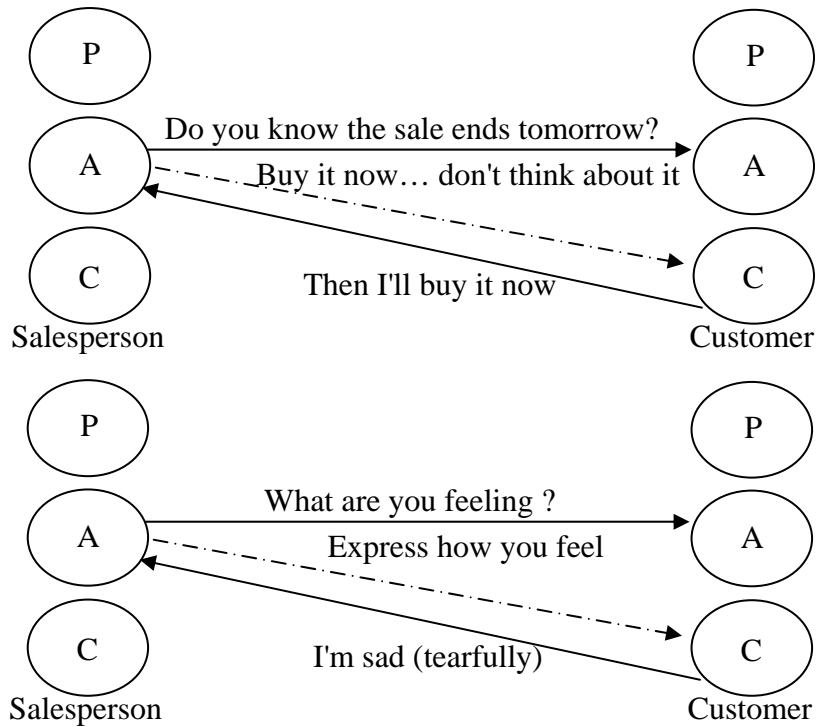 P P
Do you know the sale ends tomorrow?
A A
Buy it now… don't think about it
C C
Then I'll buy it now
Salesperson Customer
P P
What are you feeling ?
A A
Express how you feel
C C
I'm sad (tearfully)
Salesperson Customer